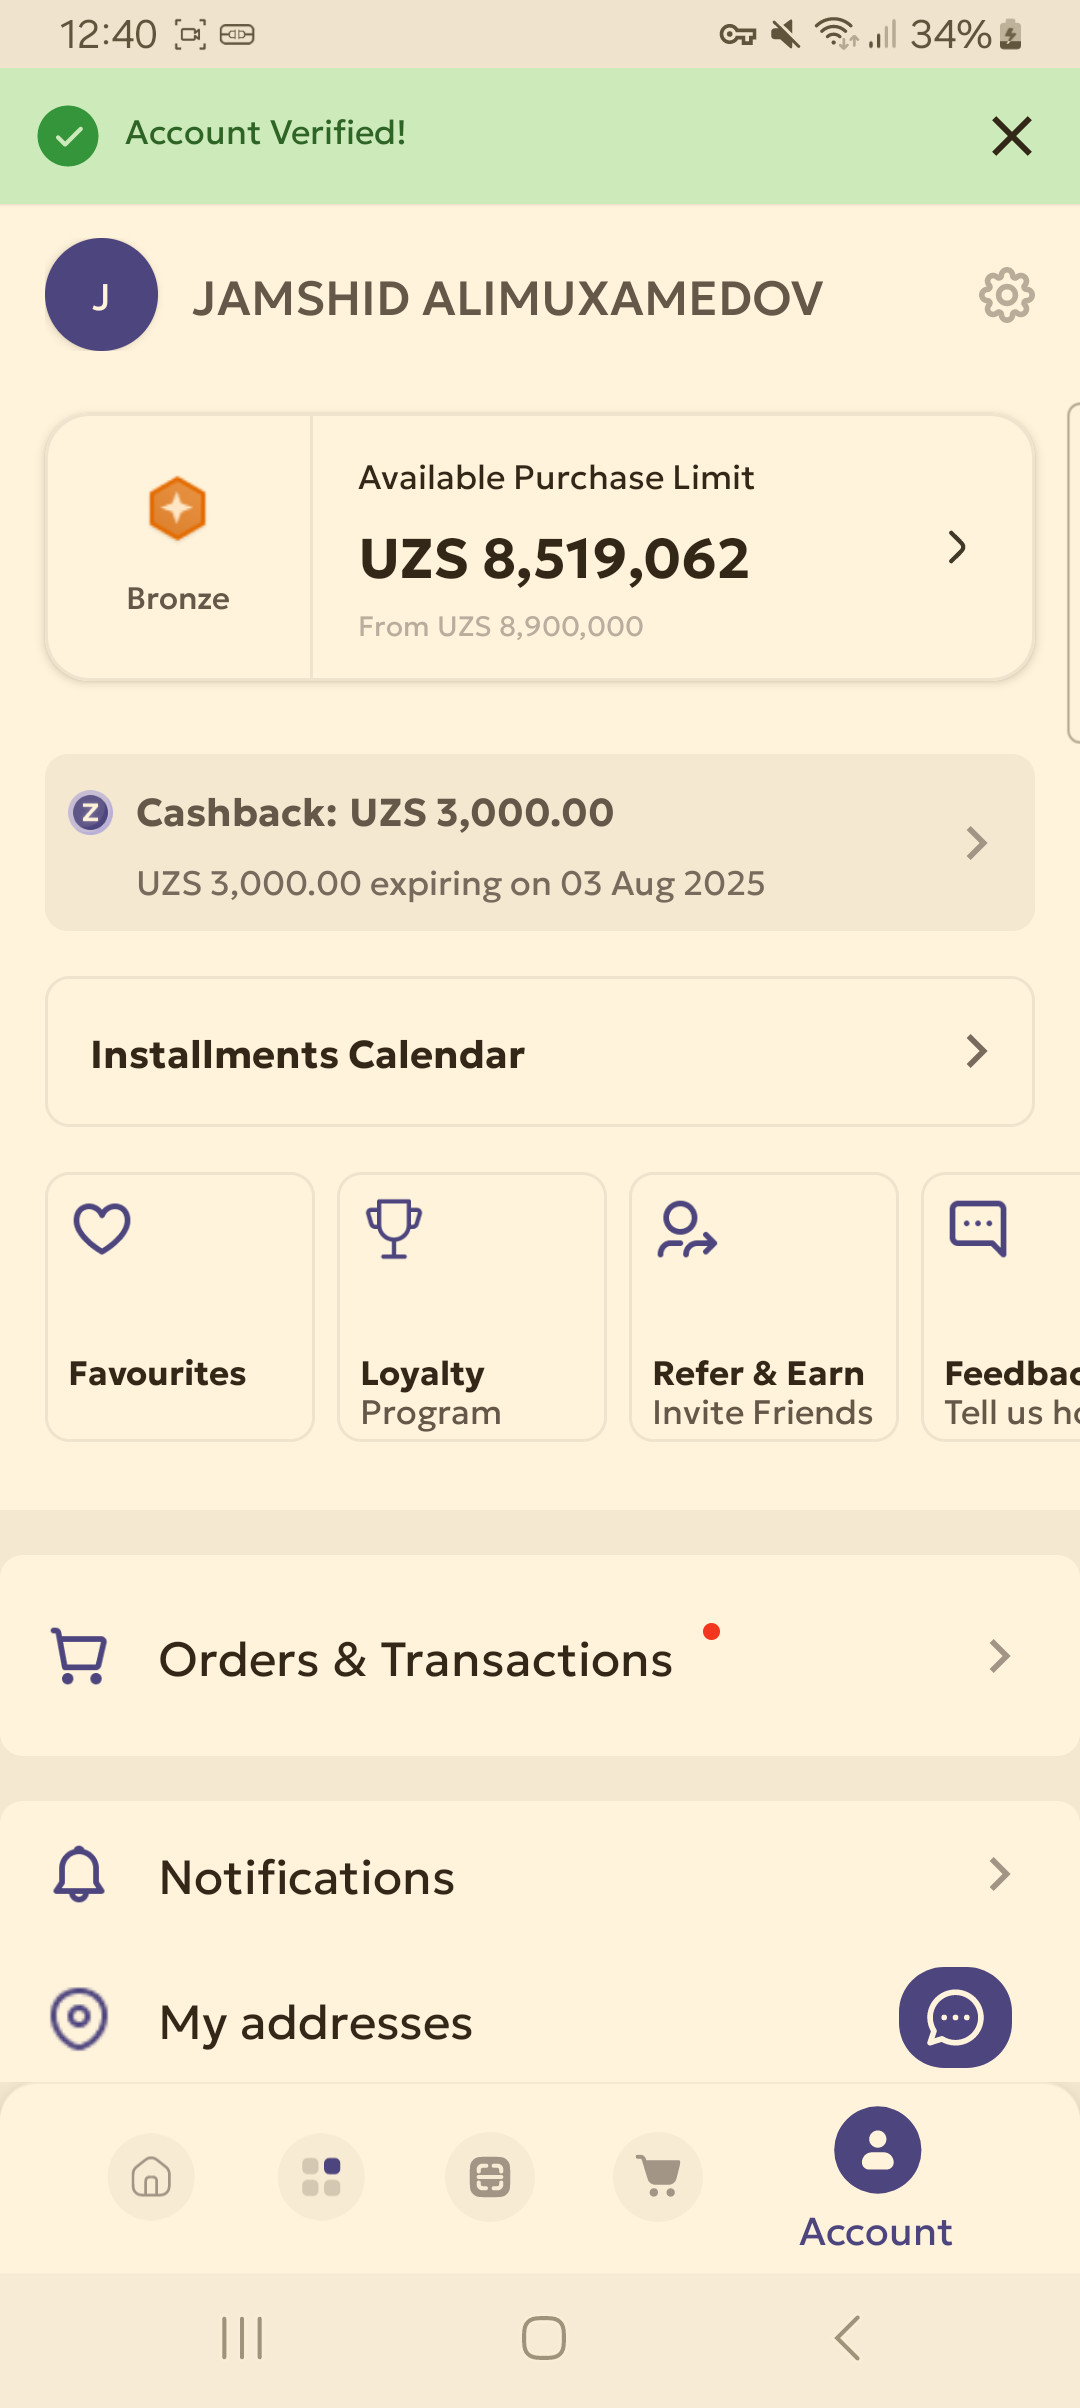 12:40
34%
Account Verified!
J
JAMSHID ALIMUXAMEDOV
Available Purchase Limit
UZS 8,519,062
From UZS 8,900,000
Bronze
Z
Cashback: UZS 3,000.00
UZS 3,000.00 expiring on 03 Aug 2025
Installments Calendar
Favourites
Loyalty
Program
Refer & Earn
Invite Friends
Feedbac
Tell us ho
Orders & Transactions
Notifications
My addresses
Account